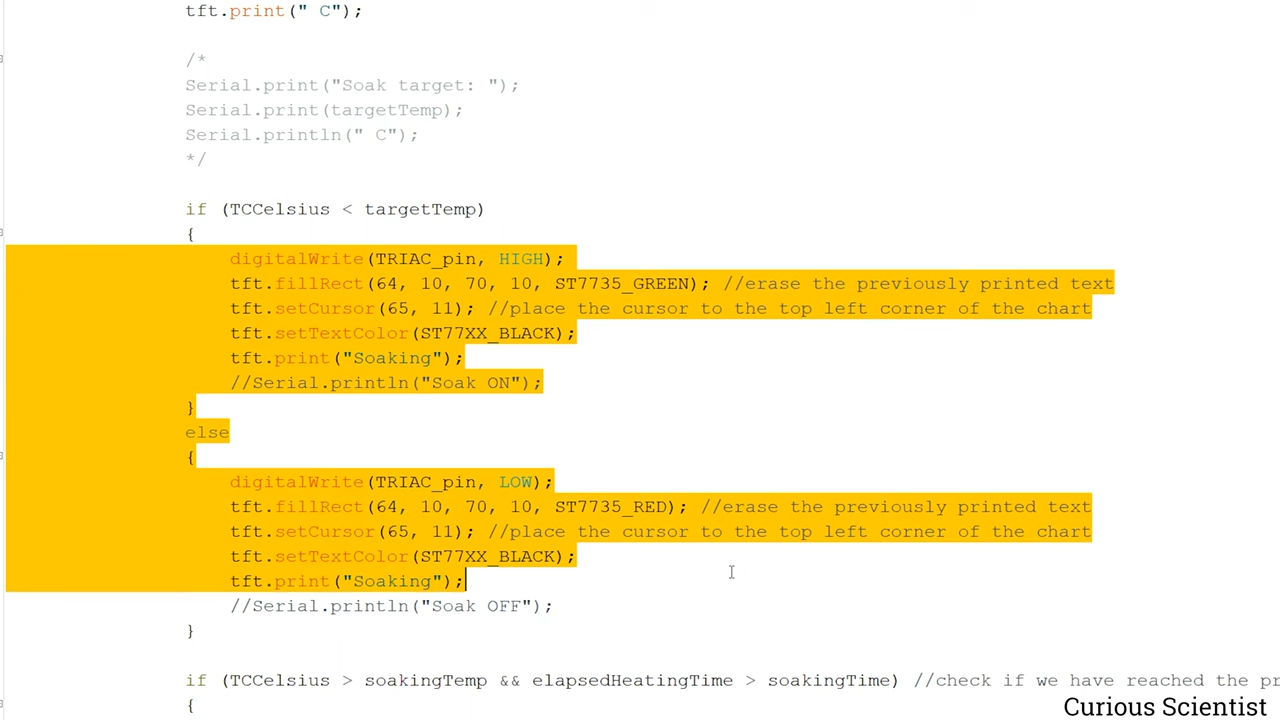 tft.print(" C");
/*
Serial.print("Soak target: ");
Serial.print(targetTemp);
Serial.println(" C");
*/
if (TCCelsius < targetTemp)
{
digitalWrite(TRIAC_pin, HIGH);
tft.fillRect(64, 10, 70, 10, ST7735_GREEN); //erase the previously printed text
tft.setCursor(65, 11); //place the cursor to the top left corner of the chart
tft.setTextColor(ST77XX_BLACK);
tft.print("Soaking");
//Serial.println("Soak ON");
}
else
{
digitalWrite(TRIAC_pin, LOW);
tft.fillRect(64, 10, 70, 10, ST7735_RED); //erase the previously printed text
tft.setCursor(65, 11); //place the cursor to the top left corner of the chart
tft.setTextColor(ST77XX_BLACK);
tft.print("Soaking");
//Serial.println("Soak OFF");
}
if (TCCelsius > soakingTemp && elapsedHeatingTime > soakingTime) //check if we have reached the pr
{
Curious Scientist